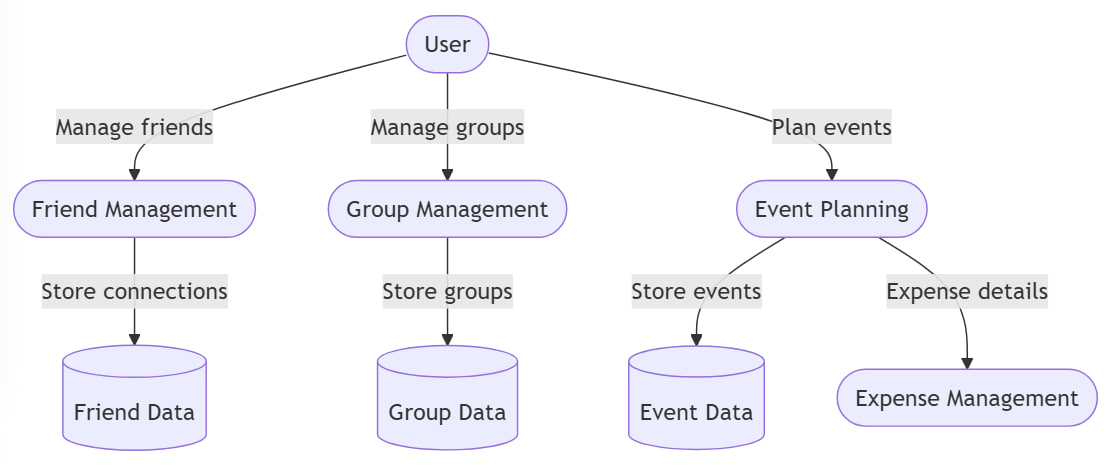 User
Manage friends
Manage groups
Plan events
Friend Management
Group Management
Event Planning
Store connections
Store groups
Store events
Expense details
Friend Data
Group Data
Event Data
Expense Management